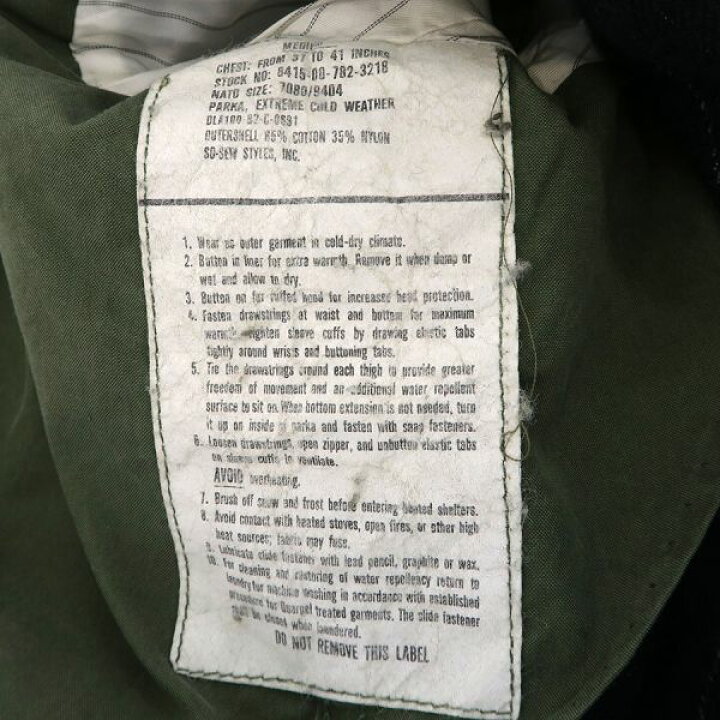 CHEST: FROM 37 TO 41 INCHES
STOCK NO: 8415-00-782-3218
NATO SIZE: 7080/9404
PARKA, EXTREME COLD WEATHER
DLA100-82-C-0691
OUTERSHELL 65% COTTON 35% NYLON
SO-SEW STYLES, INC.
1. Wear as outer garment in cold-dry climate.
2. Button in liner for extra warmth. Remove it when damp or
wet and allow to dry.
3. Button on fur ruffed hood for increased head protection.
4. Fasten drawstrings at waist and bottom for maximum
warmth tighten sleeve cuffs by drawing elastic tabs
tightly around wrists and buttoning tabs.
5. Tie the drawstrings around each thigh to provide greater
freedom of movement and an additional water repellent
surface to sit on. When bottom extension is not needed, turn
it up on inside of parka and fasten with snap fasteners.
6. Loosen drawstrings, open zipper, and unbutton elastic tabs
on sleeve cuffs to ventilate.
AVOID overheating.
7. Brush off snow and frost before entering heated shelters.
8. Avoid contact with heated stoves, open fires, or other high
heat sources; fabric may fuse.
9. Lubricate slide fastener with lead pencil, graphite or wax.
10. For cleaning and restoring of water repellency return to
laundry for machine washing in accordance with established
procedure for Quarpel treated garments. The slide fastener
must be closed when laundered.
DO NOT REMOVE THIS LABEL